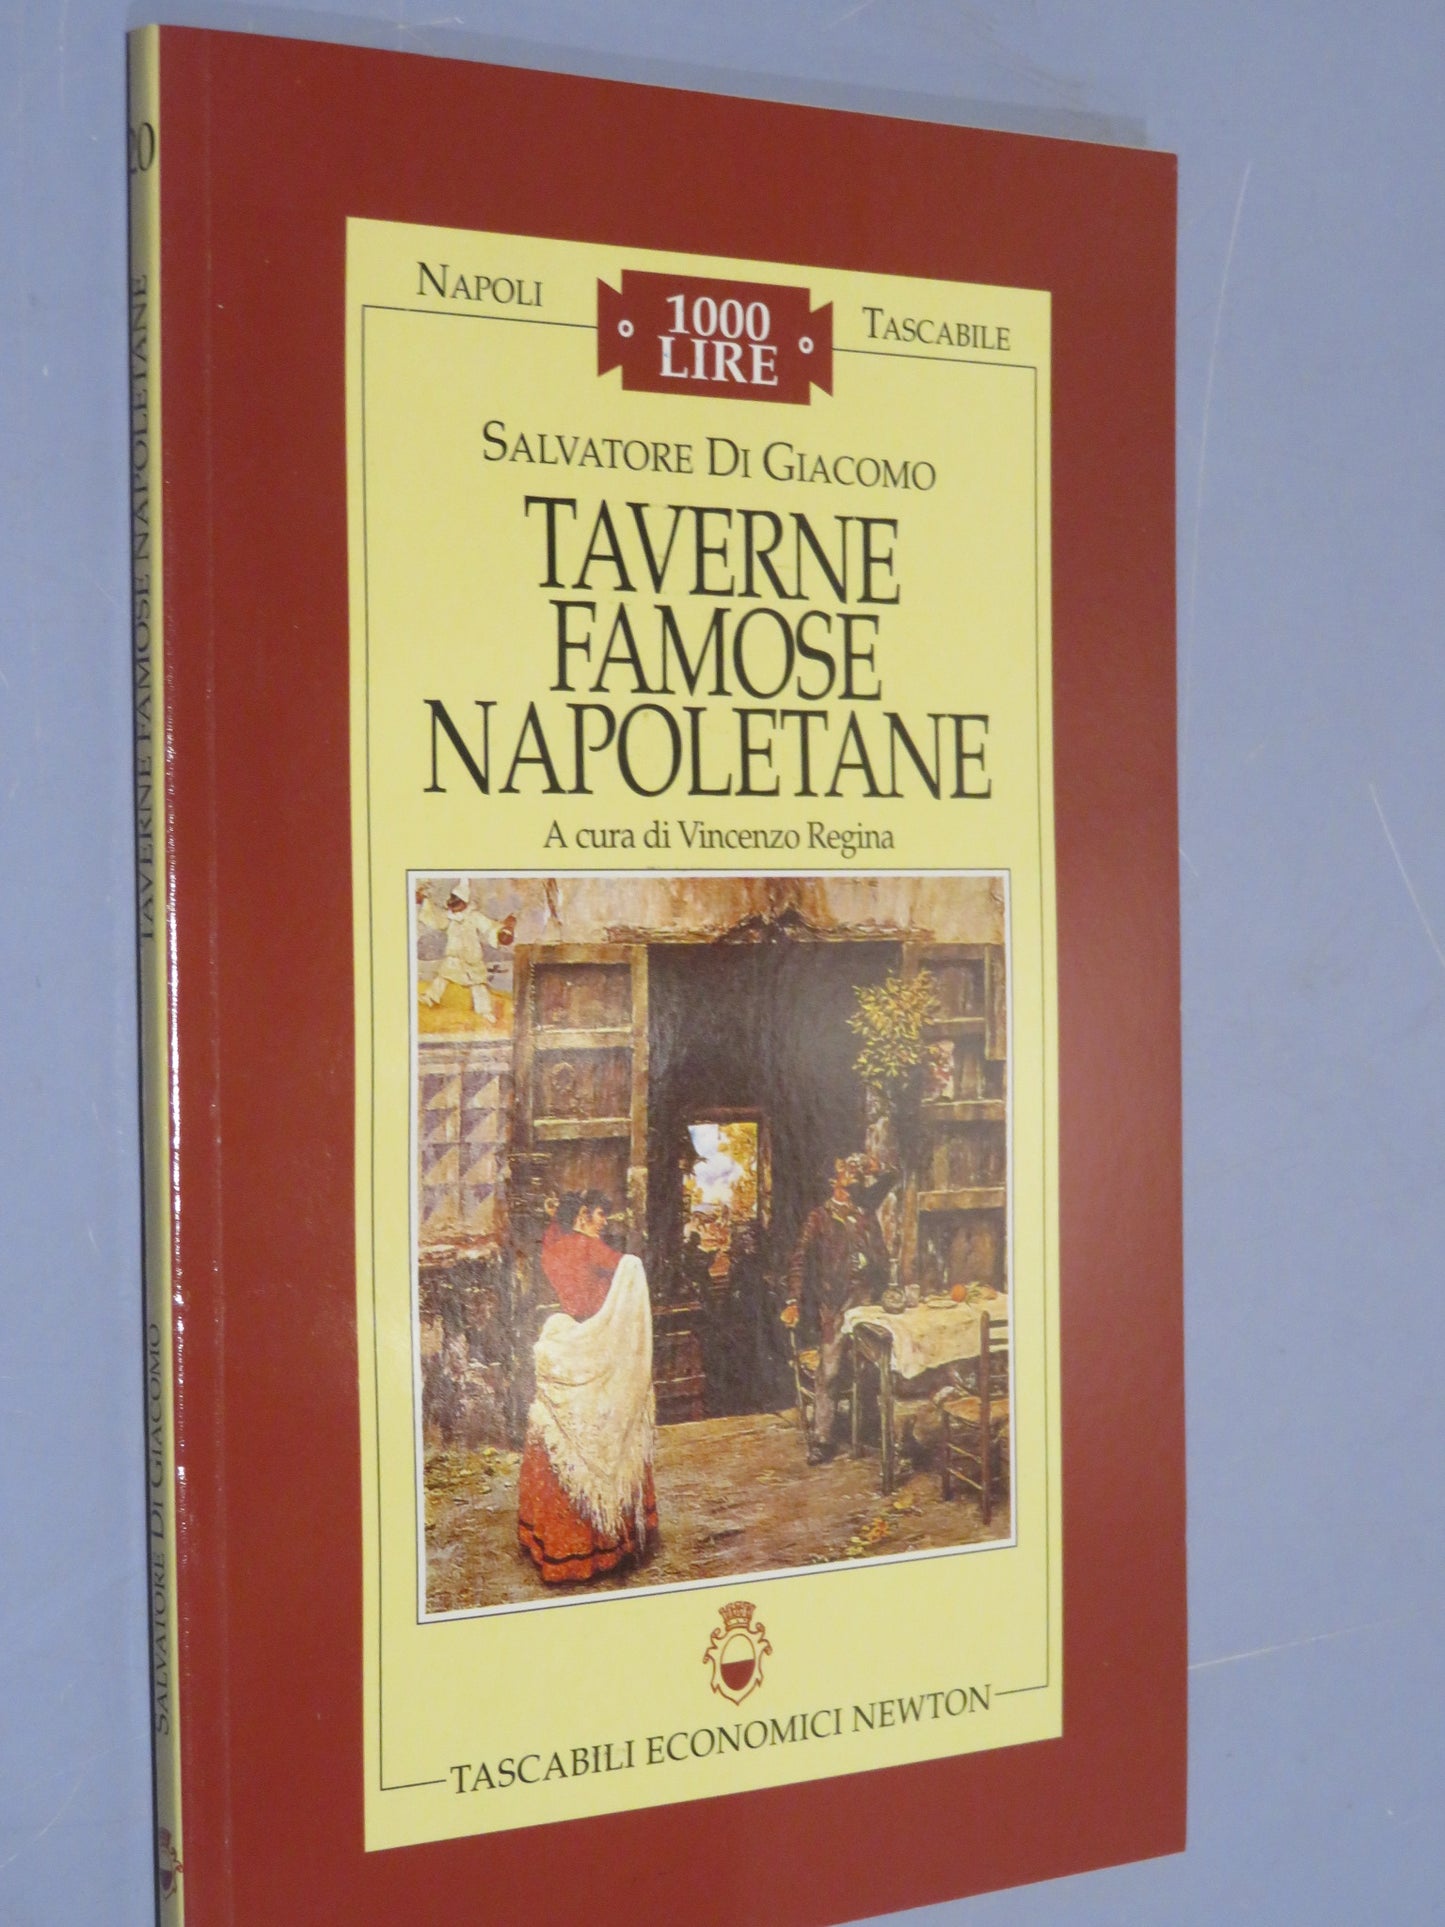 NAPOLI
1000
LIRE
TASCABILE
SALVATORE DI GIACOMO
TAVERNE
FAMOSE
NAPOLETANE
A cura di Vincenzo Regina
TASCABILI ECONOMICI NEWTON
TAVERNE FAMOSE NAPOLETANE
SALVATORE DI GIACOMO